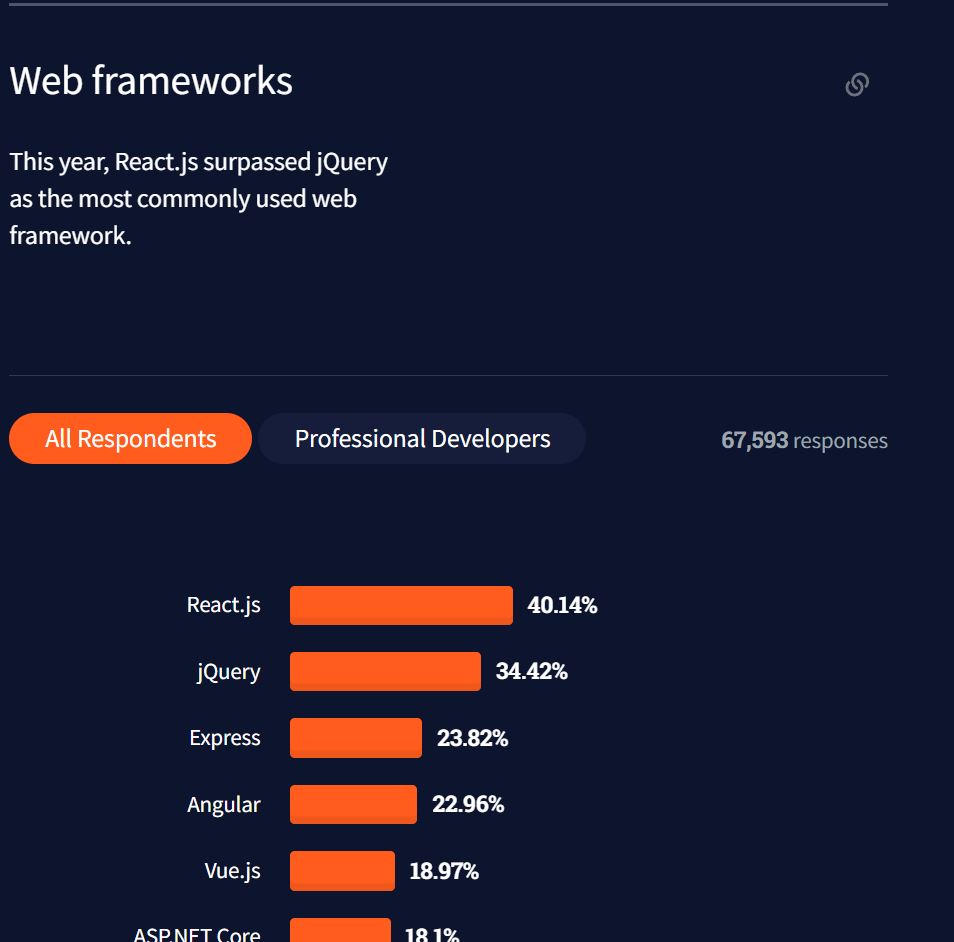 Web frameworks
This year, React.js surpassed jQuery
as the most commonly used web
framework.
All Respondents Professional Developers 67,593 responses
React.js 40.14%
jQuery 34.42%
Express 23.82%
Angular 22.96%
Vue.js 18.97%
ASP.NET Core 18.1%